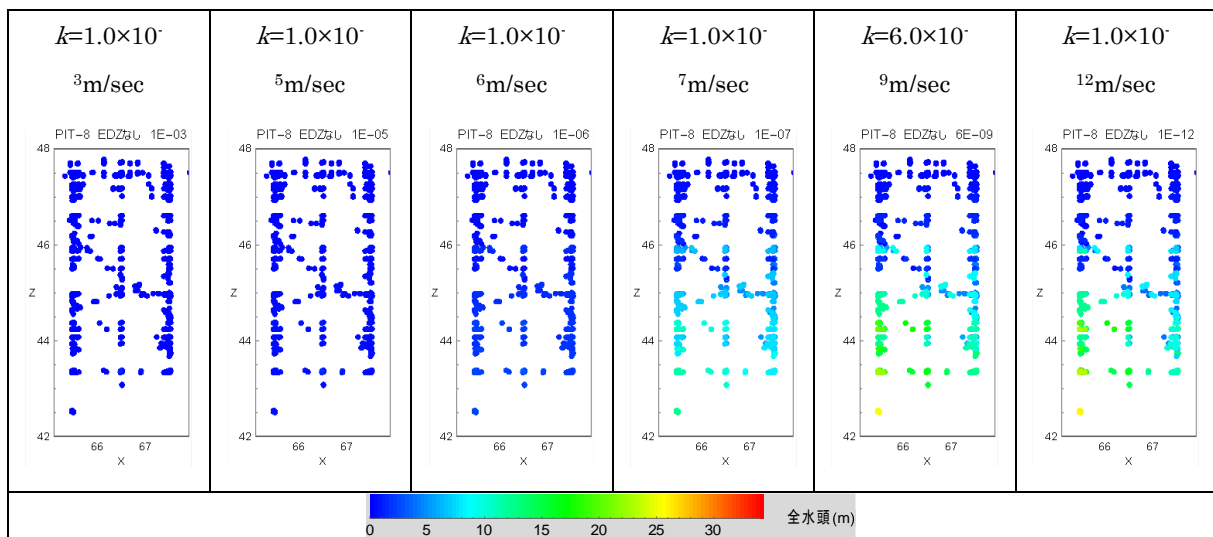 k=1.0×10-
3m/sec
k=1.0×10-
5m/sec
k=1.0×10-
6m/sec
k=1.0×10-
7m/sec
k=6.0×10-
9m/sec
k=1.0×10-
12m/sec
PIT-8 EDZなし 1E-03
48
46
Z
44
42
66 67
X
PIT-8 EDZなし 1E-05
48
46
Z
44
42
66 67
X
PIT-8 EDZなし 1E-06
48
46
Z
44
42
66 67
X
PIT-8 EDZなし 1E-07
48
46
Z
44
42
66 67
X
PIT-8 EDZなし 6E-09
48
46
Z
44
42
66 67
X
PIT-8 EDZなし 1E-12
48
46
Z
44
42
66 67
X
0 5 10 15 20 25 30 全水頭(m)